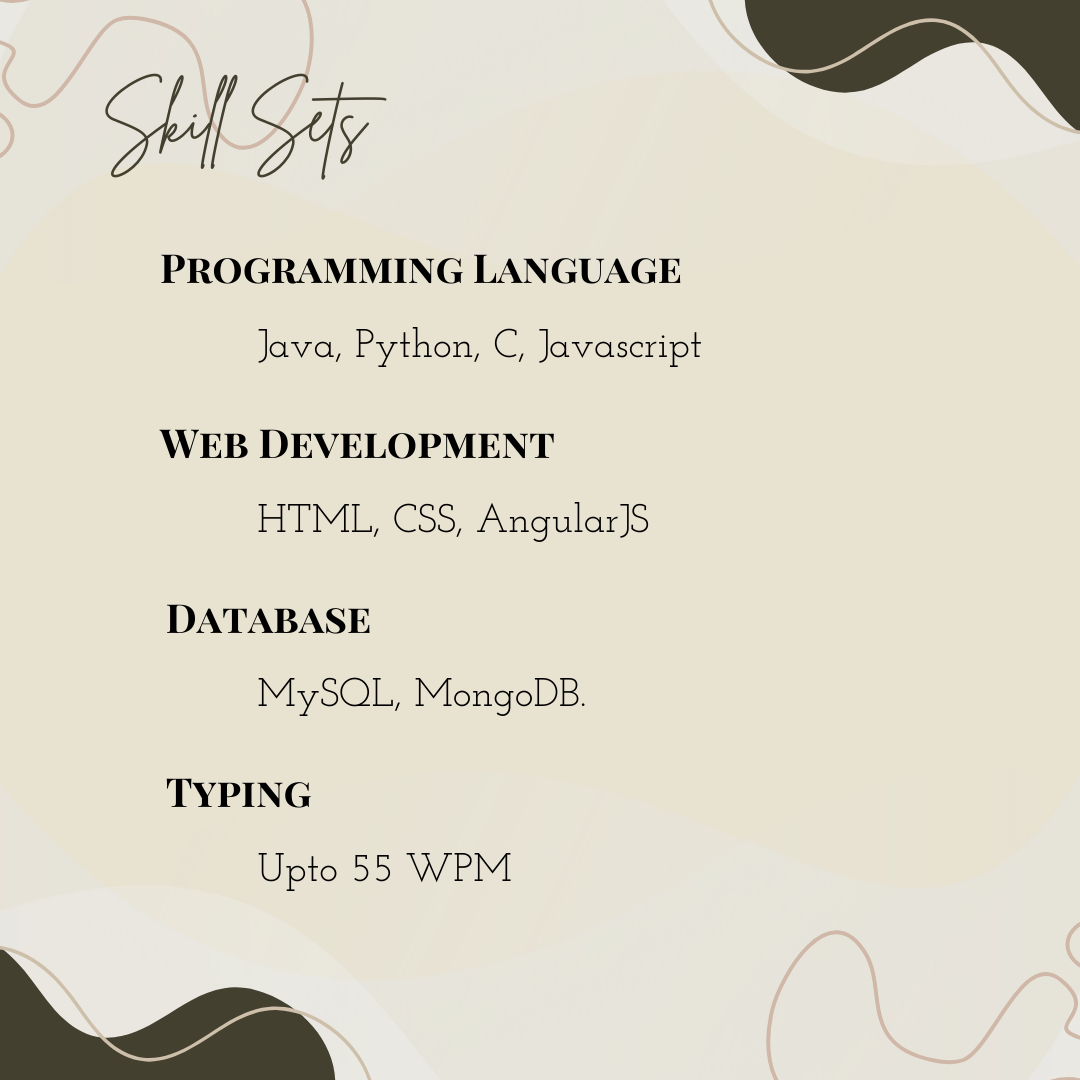 Skill Sets
Programming Language
Java, Python, C, Javascript
Web Development
HTML, CSS, AngularJS
Database
MySQL, MongoDB.
Typing
Upto 55 WPM